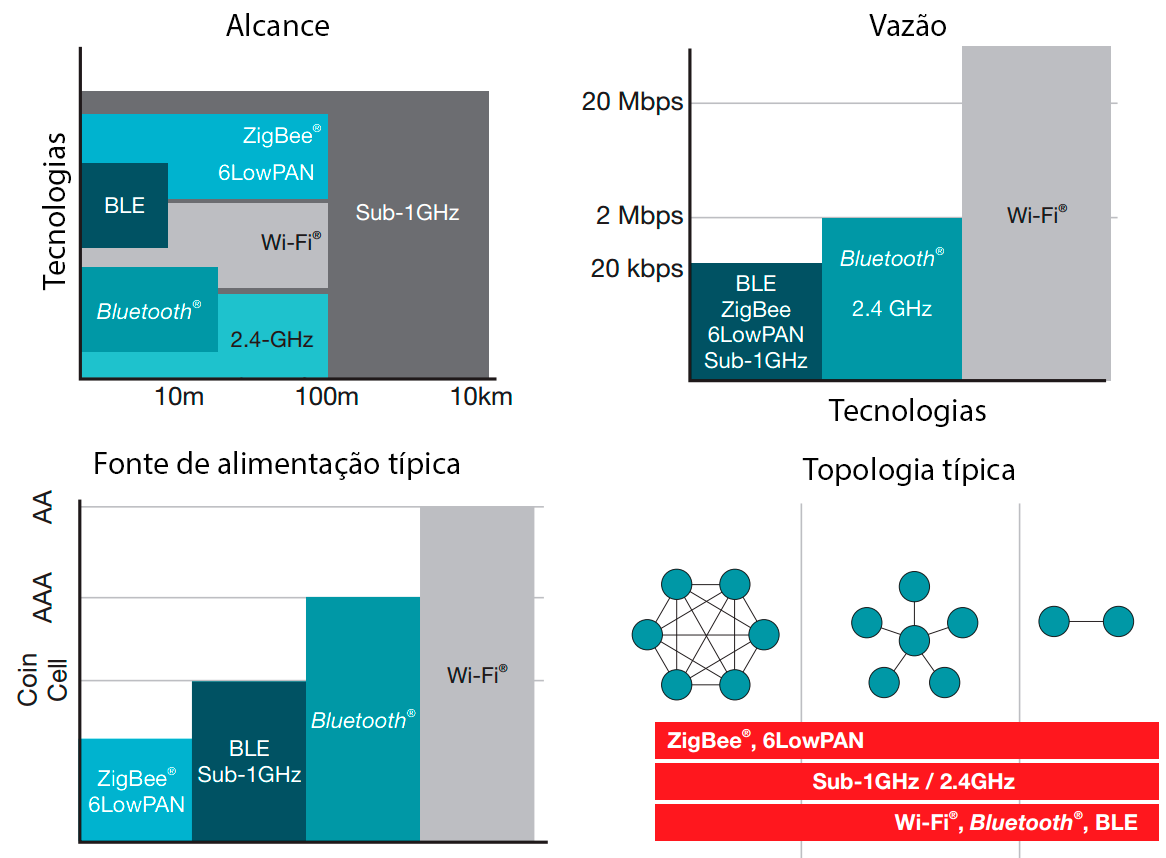 Alcance
Tecnologias
ZigBee®
6LowPAN
BLE
Sub-1GHz
Wi-Fi®
Bluetooth®
2.4-GHz
10m
100m
10km
Vazão
20 Mbps
2 Mbps
20 kbps
Wi-Fi®
Bluetooth®
2.4 GHz
BLE
ZigBee
6LowPAN
Sub-1GHz
Tecnologias
Fonte de alimentação típica
AA
AAA
Coin
Cell
Wi-Fi®
Bluetooth®
BLE
Sub-1GHz
ZigBee®
6LowPAN
Topologia típica
ZigBee®, 6LowPAN
Sub-1GHz / 2.4GHz
Wi-Fi®, Bluetooth®, BLE